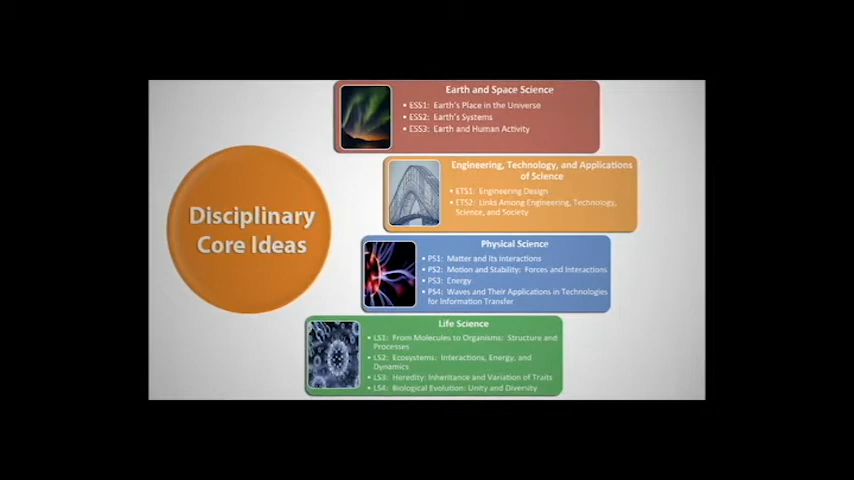 Disciplinary
Core Ideas
Earth and Space Science
• ESS1: Earth's Place in the Universe
• ESS2: Earth's Systems
• ESS3: Earth and Human Activity
Engineering, Technology, and Applications
of Science
• ETS1: Engineering Design
• ETS2: Links Among Engineering, Technology,
Science, and Society
Physical Science
• PS1: Matter and Its Interactions
• PS2: Motion and Stability: Forces and Interactions
• PS3: Energy
• PS4: Waves and Their Applications in Technologies
for Information Transfer
Life Science
• LS1: From Molecules to Organisms: Structure and
Processes
• LS2: Ecosystems: Interactions, Energy, and
Dynamics
• LS3: Heredity: Inheritance and Variation of Traits
• LS4: Biological Evolution: Unity and Diversity